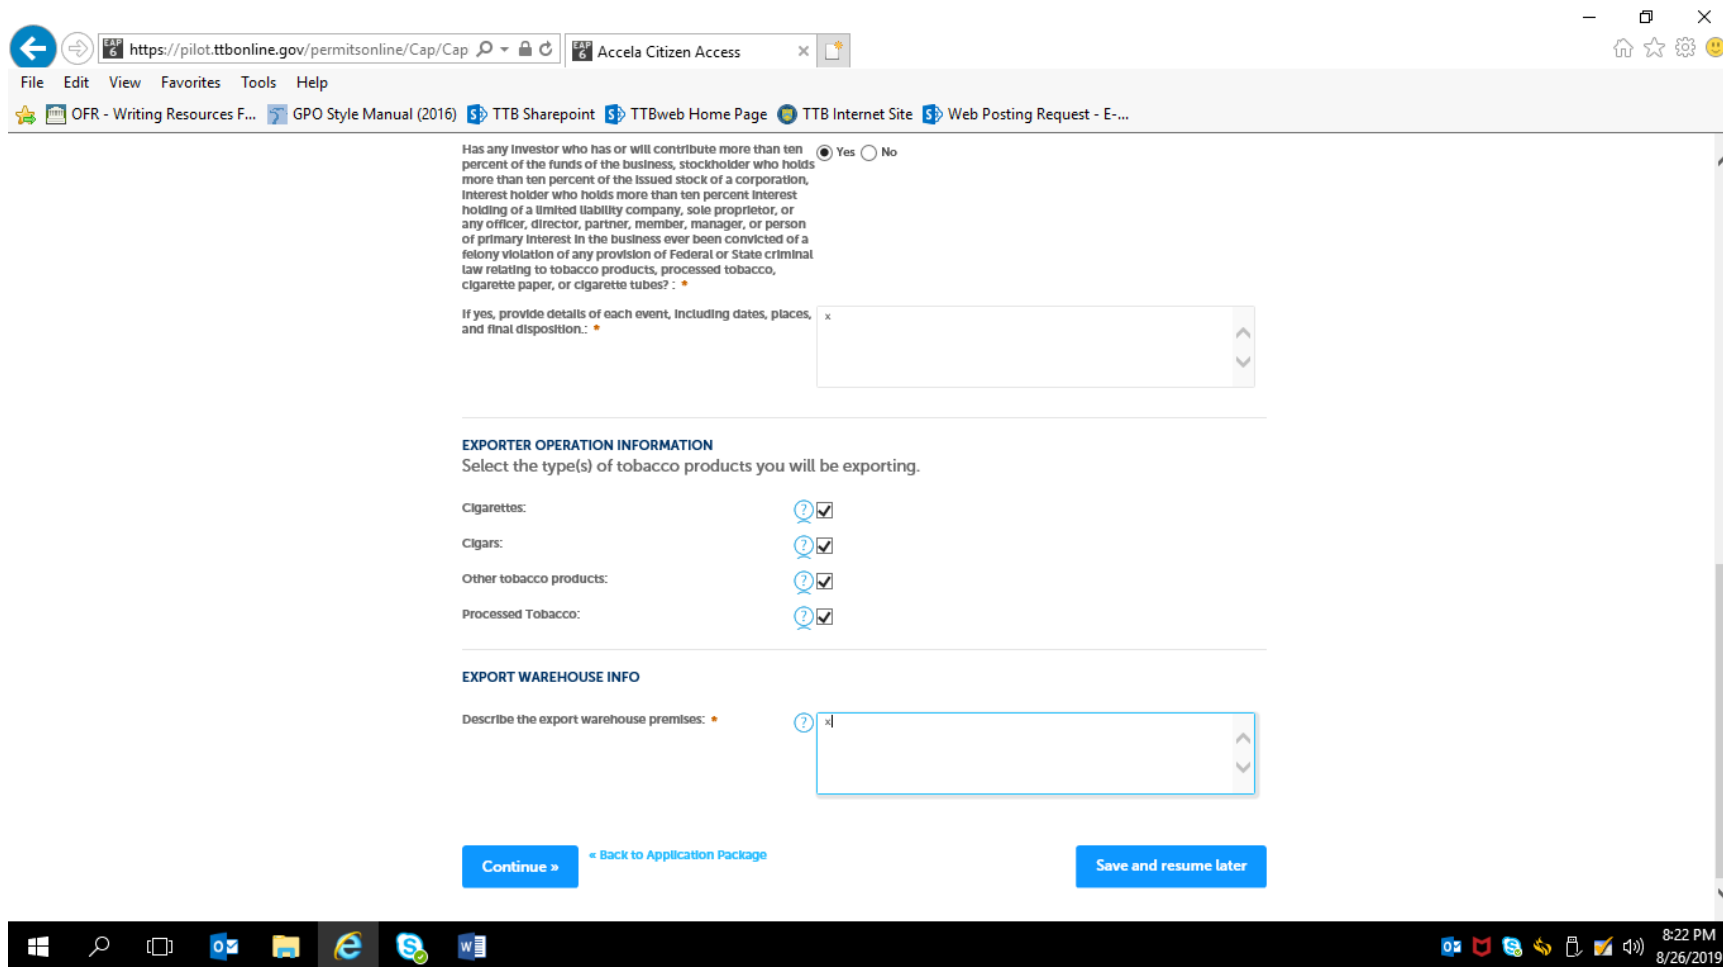 https://pilot.ttbonline.gov/permitsonline/Cap/Cap
Accela Citizen Access
File Edit View Favorites Tools Help
OFR - Writing Resources F... GPO Style Manual (2016) TTB Sharepoint TTBweb Home Page TTB Internet Site Web Posting Request - E-...
Has any investor who has or will contribute more than ten
percent of the funds of the business, stockholder who holds
more than ten percent of the issued stock of a corporation,
interest holder who holds more than ten percent interest
holding of a limited liability company, sole proprietor, or
any officer, director, partner, member, manager, or person
of primary interest in the business ever been convicted of a
felony violation of any provision of Federal or State criminal
law relating to tobacco products, processed tobacco,
cigarette paper, or cigarette tubes? : *
Yes No
If yes, provide details of each event, including dates, places,
and final disposition.: *
x
EXPORTER OPERATION INFORMATION
Select the type(s) of tobacco products you will be exporting.
Cigarettes: ?
Cigars: ?
Other tobacco products: ?
Processed Tobacco: ?
EXPORT WAREHOUSE INFO
Describe the export warehouse premises: * ? x
Continue » « Back to Application Package Save and resume later
8:22 PM
8/26/2019